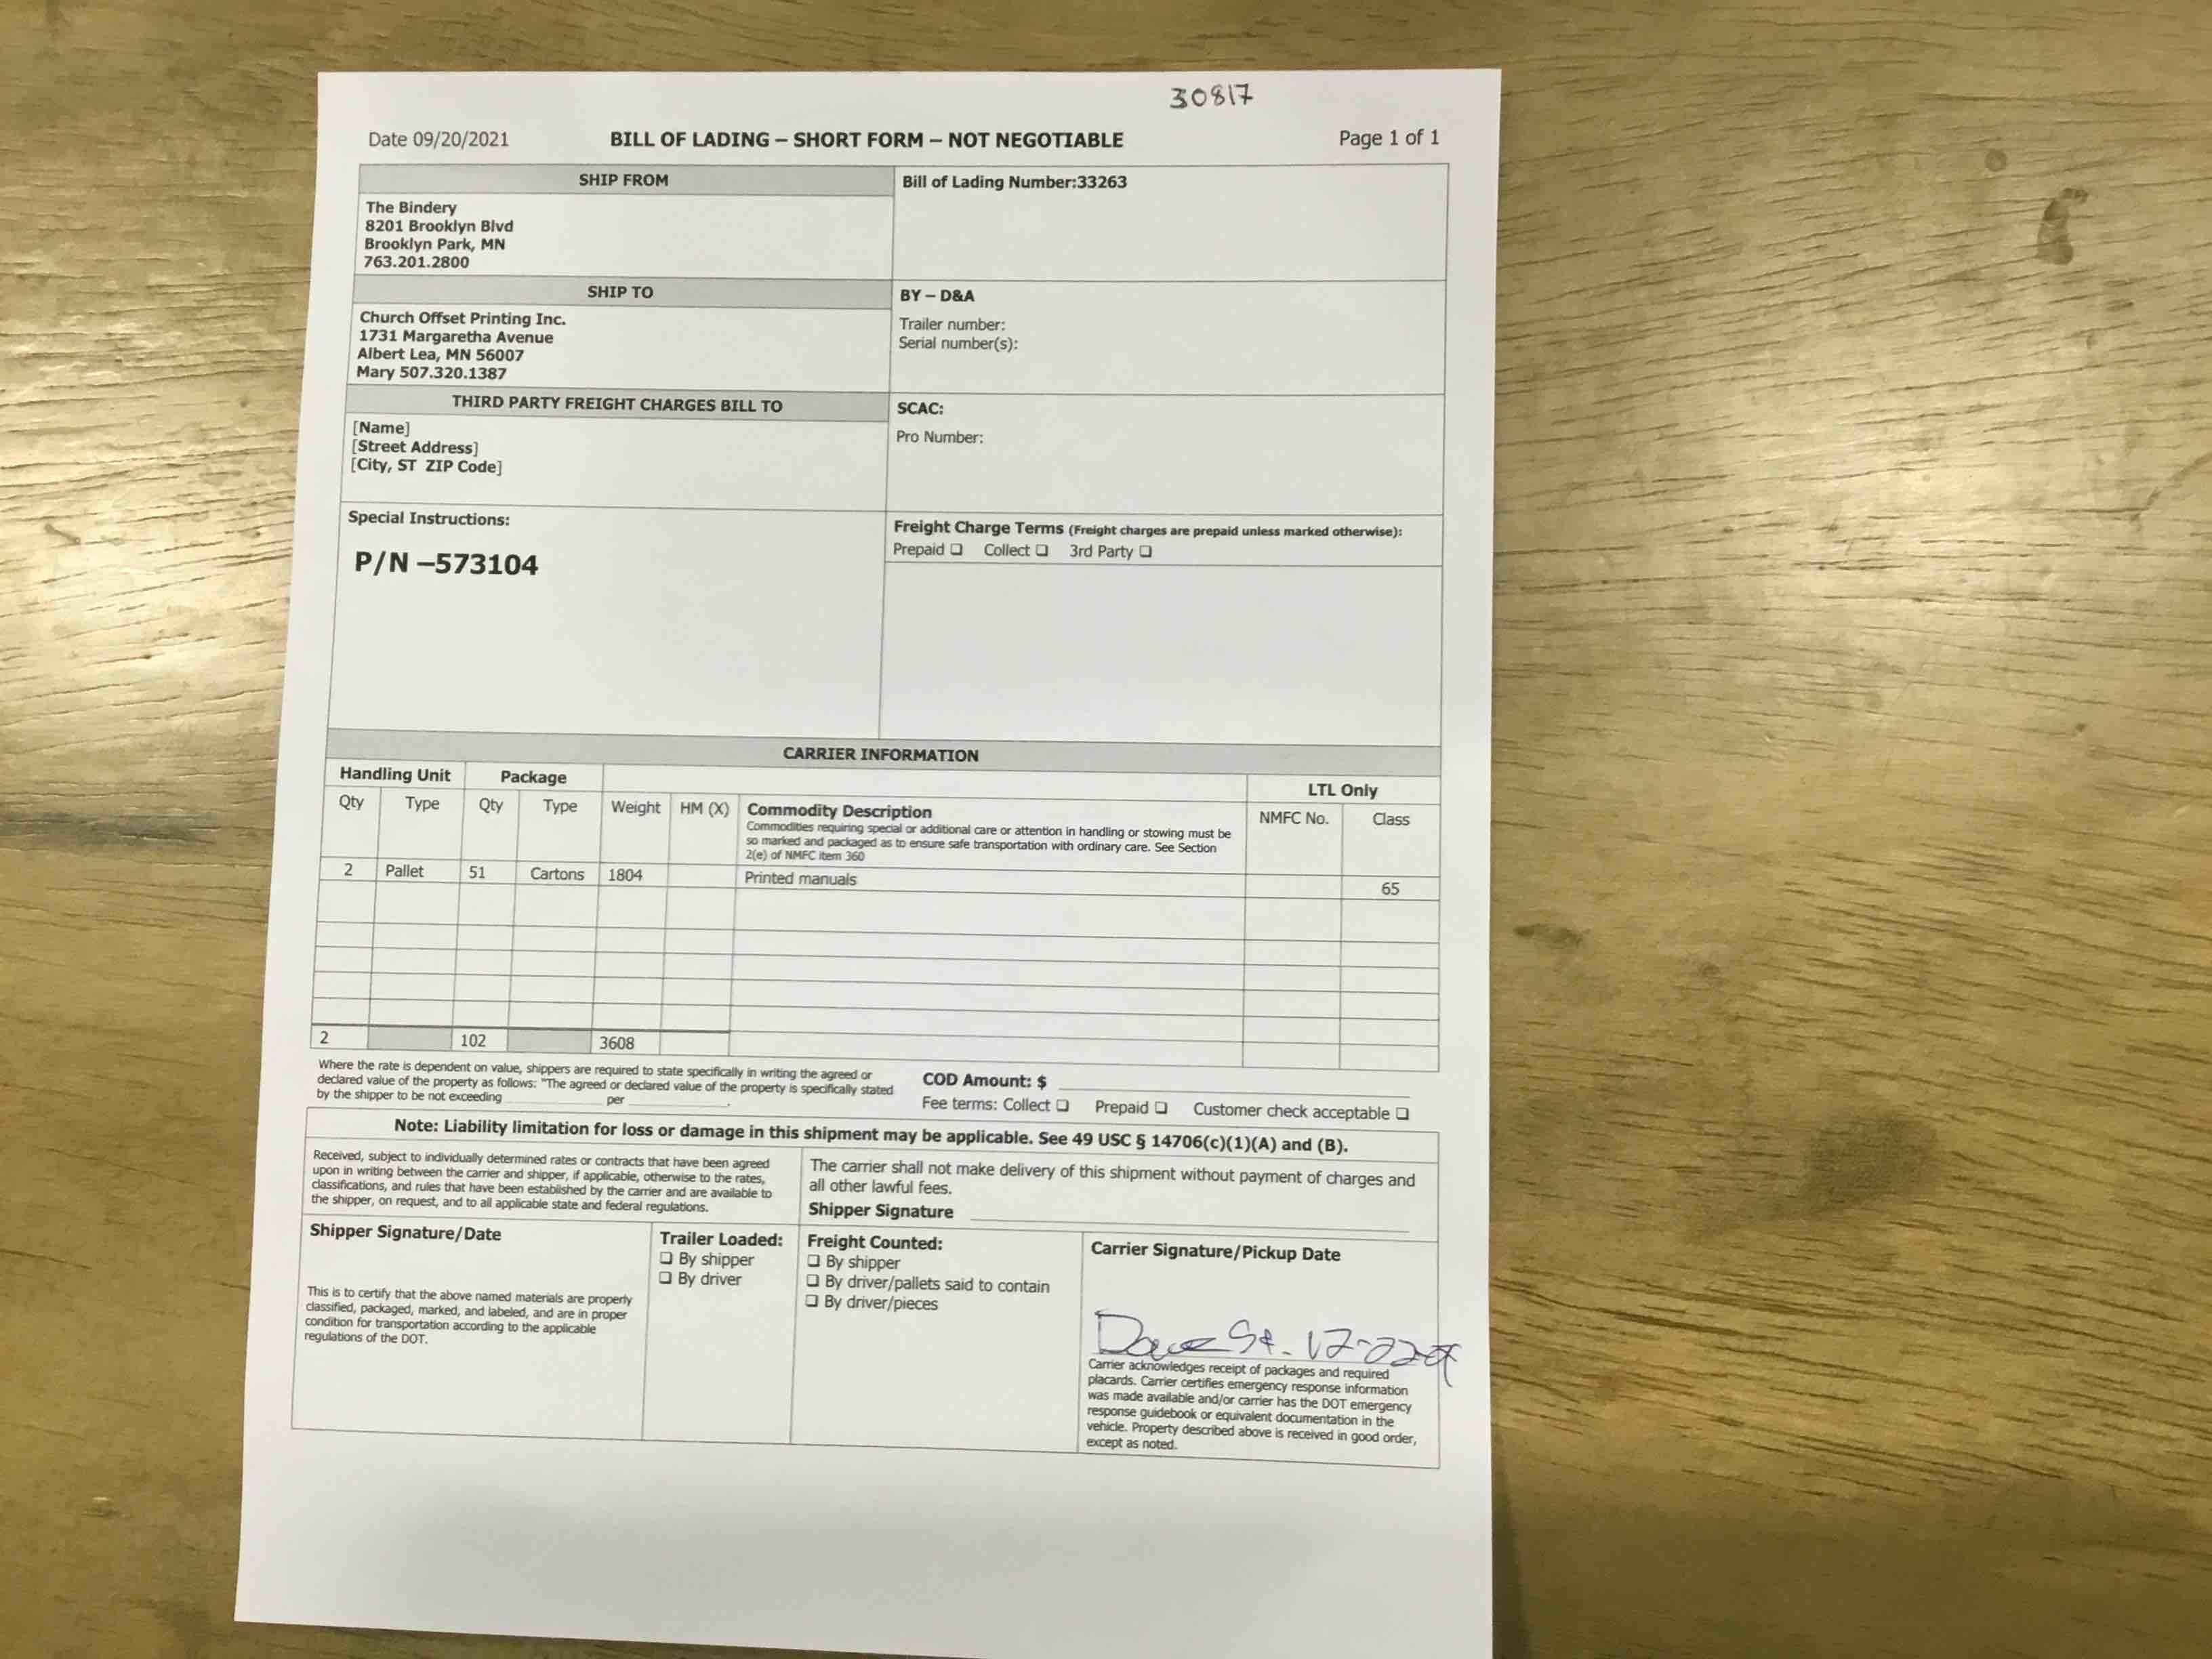 30817
Date 09/20/2021 BILL OF LADING – SHORT FORM – NOT NEGOTIABLE Page 1 of 1
SHIP FROM
The Bindery
8201 Brooklyn Blvd
Brooklyn Park, MN
763.201.2800
Bill of Lading Number:33263
SHIP TO
Church Offset Printing Inc.
1731 Margaretha Avenue
Albert Lea, MN 56007
Mary 507.320.1387
BY – D&A
Trailer number:
Serial number(s):
THIRD PARTY FREIGHT CHARGES BILL TO
[Name]
[Street Address]
[City, ST ZIP Code]
SCAC:
Pro Number:
Special Instructions:
P/N –573104
Freight Charge Terms (Freight charges are prepaid unless marked otherwise):
Prepaid ❑ Collect ❑ 3rd Party ❑
CARRIER INFORMATION
Handling Unit Package LTL Only
Qty Type Qty Type Weight HM (X) Commodity Description NMFC No. Class
Commodities requiring special or additional care or attention in handling or stowing must be
so marked and packaged as to ensure safe transportation with ordinary care. See Section
2(e) of NMFC item 360
2 Pallet 51 Cartons 1804 Printed manuals 65
2 102 3608
Where the rate is dependent on value, shippers are required to state specifically in writing the agreed or
declared value of the property as follows: "The agreed or declared value of the property is specifically stated
by the shipper to be not exceeding ____________ per ____________.
COD Amount: $
Fee terms: Collect ❑ Prepaid ❑ Customer check acceptable ❑
Note: Liability limitation for loss or damage in this shipment may be applicable. See 49 USC § 14706(c)(1)(A) and (B).
Received, subject to individually determined rates or contracts that have been agreed
upon in writing between the carrier and shipper, if applicable, otherwise to the rates,
classifications, and rules that have been established by the carrier and are available to
the shipper, on request, and to all applicable state and federal regulations.
The carrier shall not make delivery of this shipment without payment of charges and
all other lawful fees.
Shipper Signature
Shipper Signature/Date
This is to certify that the above named materials are properly
classified, packaged, marked, and labeled, and are in proper
condition for transportation according to the applicable
regulations of the DOT.
Trailer Loaded:
❑ By shipper
❑ By driver
Freight Counted:
❑ By shipper
❑ By driver/pallets said to contain
❑ By driver/pieces
Carrier Signature/Pickup Date
Carrier acknowledges receipt of packages and required
placards. Carrier certifies emergency response information
was made available and/or carrier has the DOT emergency
response guidebook or equivalent documentation in the
vehicle. Property described above is received in good order,
except as noted.